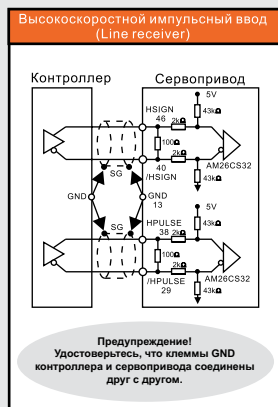 Высокоскоростной импульсный ввод
(Line receiver)
Контроллер
Сервопривод
5V
HSIGN
46
2kΩ
43kΩ
100Ω
2kΩ
AM26CS32
40
/HSIGN
43kΩ
SG
GND
GND
13
5V
SG
HPULSE
38
2kΩ
43kΩ
100Ω
2kΩ
AM26CS32
/HPULSE
29
43kΩ
Предупреждение!
Удостоверьтесь, что клеммы GND
контроллера и сервопривода соединены
друг с другом.